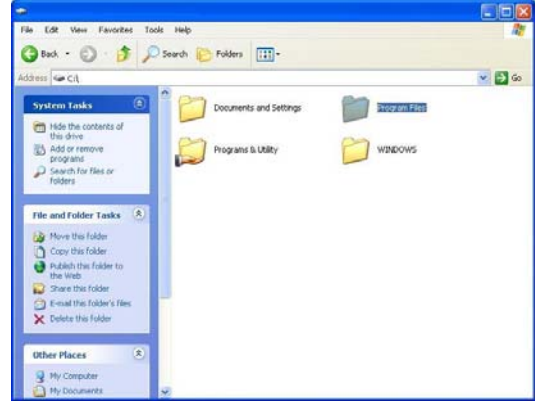 File Edit View Favorites Tools Help
Back Search Folders
Address C:\ Go
System Tasks
Hide the contents of
this drive
Add or remove
programs
Search for files or
folders
File and Folder Tasks
Move this folder
Copy this folder
Publish this folder to
the Web
Share this folder
E-mail this folder's files
Delete this folder
Other Places
My Computer
My Documents
Documents and Settings
Program Files
Programs & Utility
WINDOWS